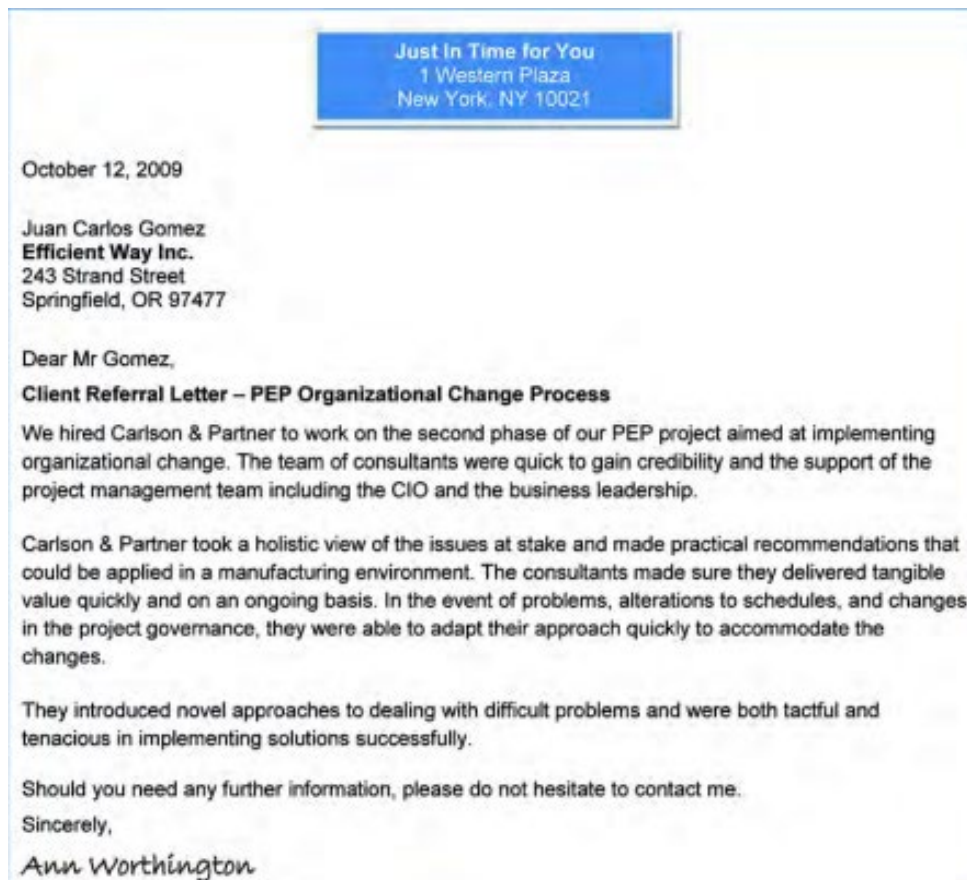 Just In Time for You
1 Western Plaza
New York, NY 10021
October 12, 2009
Juan Carlos Gomez
Efficient Way Inc.
243 Strand Street
Springfield, OR 97477
Dear Mr Gomez,
Client Referral Letter – PEP Organizational Change Process
We hired Carlson & Partner to work on the second phase of our PEP project aimed at implementing
organizational change. The team of consultants were quick to gain credibility and the support of the
project management team including the CIO and the business leadership.
Carlson & Partner took a holistic view of the issues at stake and made practical recommendations that
could be applied in a manufacturing environment. The consultants made sure they delivered tangible
value quickly and on an ongoing basis. In the event of problems, alterations to schedules, and changes
in the project governance, they were able to adapt their approach quickly to accommodate the
changes.
They introduced novel approaches to dealing with difficult problems and were both tactful and
tenacious in implementing solutions successfully.
Should you need any further information, please do not hesitate to contact me.
Sincerely,
Ann Worthington